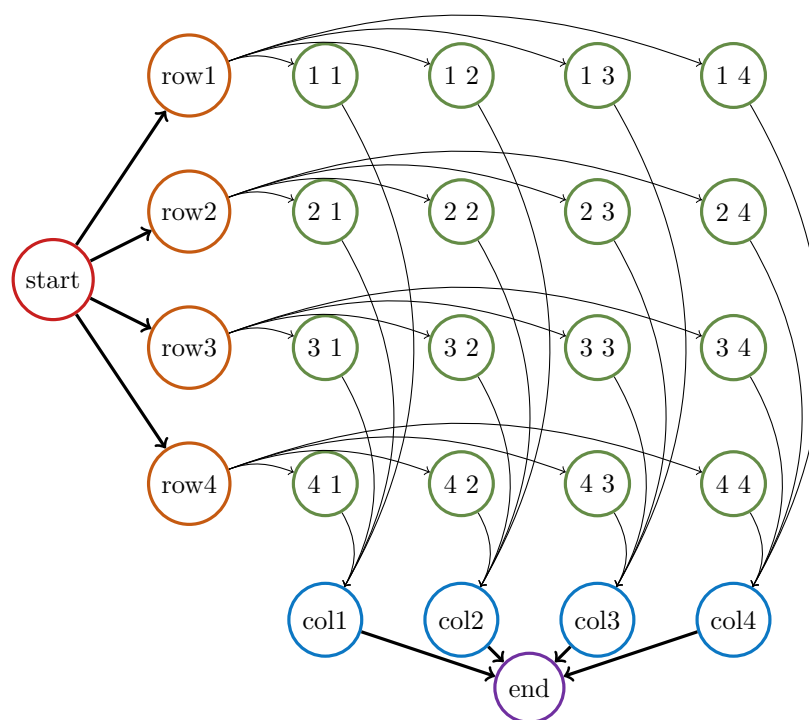 row1 1 1 1 2 1 3 1 4
row2 2 1 2 2 2 3 2 4
start
row3 3 1 3 2 3 3 3 4
row4 4 1 4 2 4 3 4 4
col1 col2 col3 col4
end